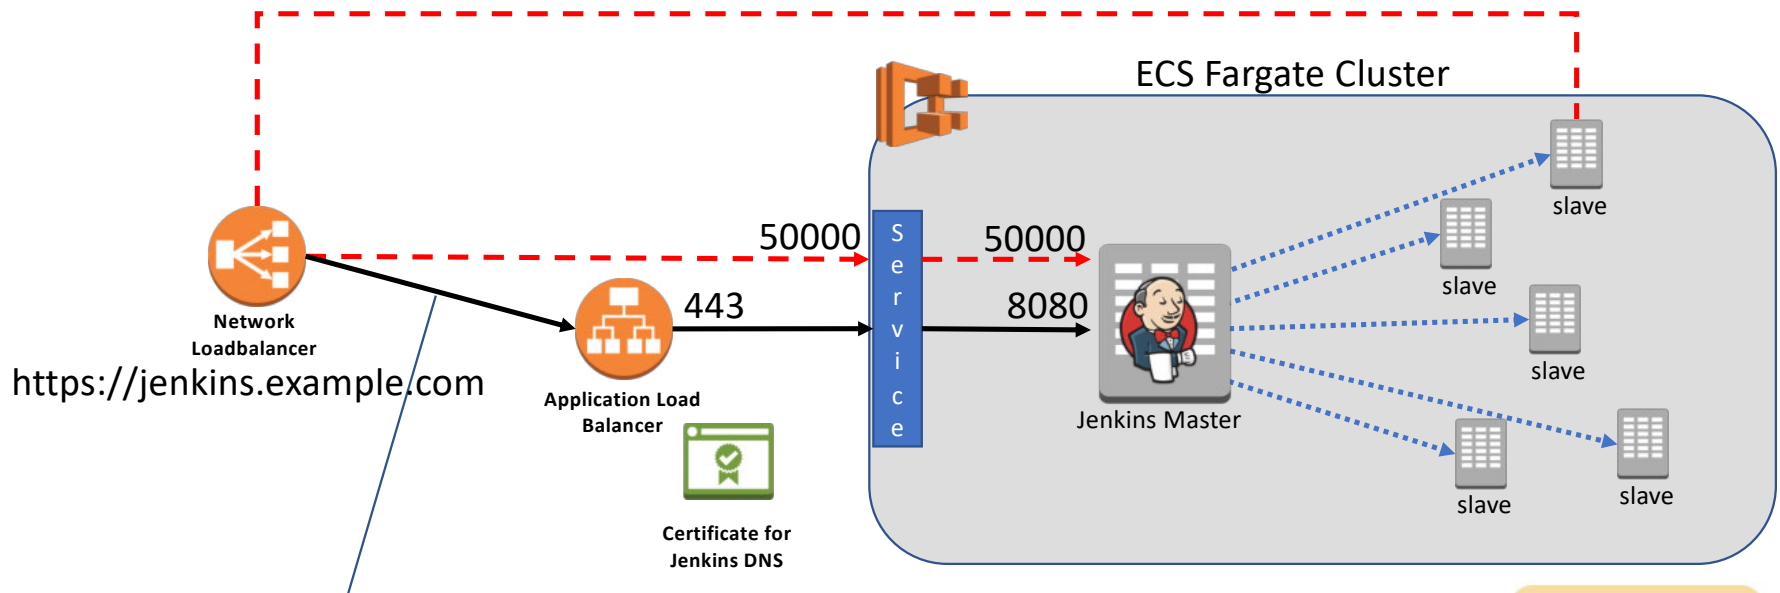 ECS Fargate Cluster
slave
50000
50000
S
e
r
v
i
c
e
slave
443
8080
Network
Loadbalancer
https://jenkins.example.com
slave
Application Load
Balancer
Jenkins Master
slave
slave
Certificate for
Jenkins DNS